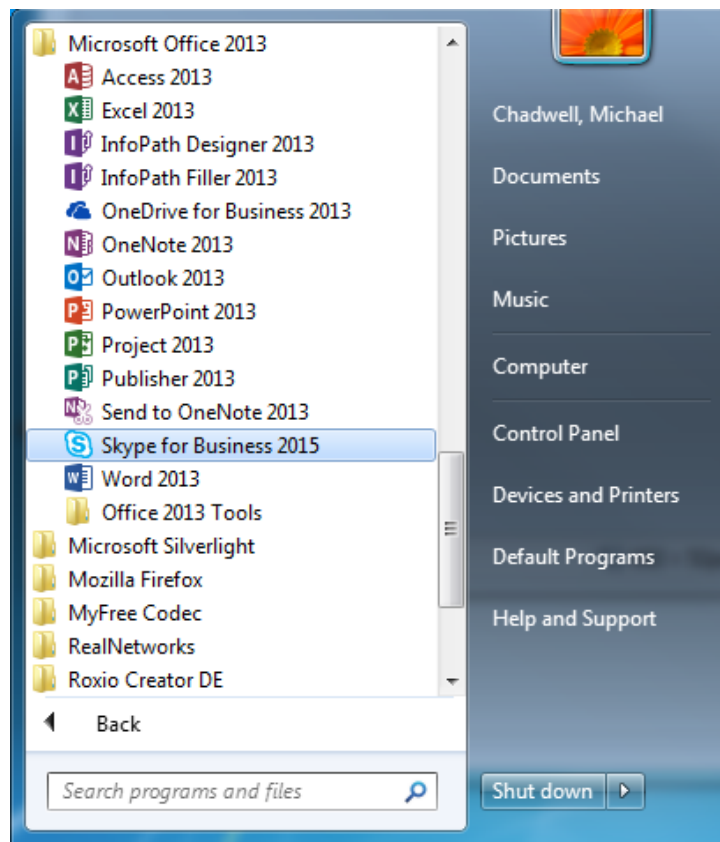 Microsoft Office 2013
Access 2013
Excel 2013
InfoPath Designer 2013
InfoPath Filler 2013
OneDrive for Business 2013
OneNote 2013
Outlook 2013
PowerPoint 2013
Project 2013
Publisher 2013
Send to OneNote 2013
Skype for Business 2015
Word 2013
Office 2013 Tools
Microsoft Silverlight
Mozilla Firefox
MyFree Codec
RealNetworks
Roxio Creator DE
Back
Search programs and files
Chadwell, Michael
Documents
Pictures
Music
Computer
Control Panel
Devices and Printers
Default Programs
Help and Support
Shut down